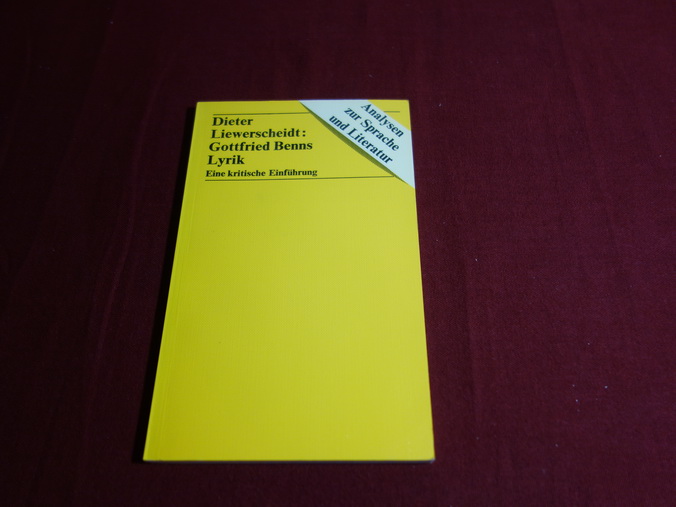 Dieter
Liewerscheidt:
Gottfried Benns
Lyrik
Eine kritische Einführung
Analysen
zur Sprache
und Literatur